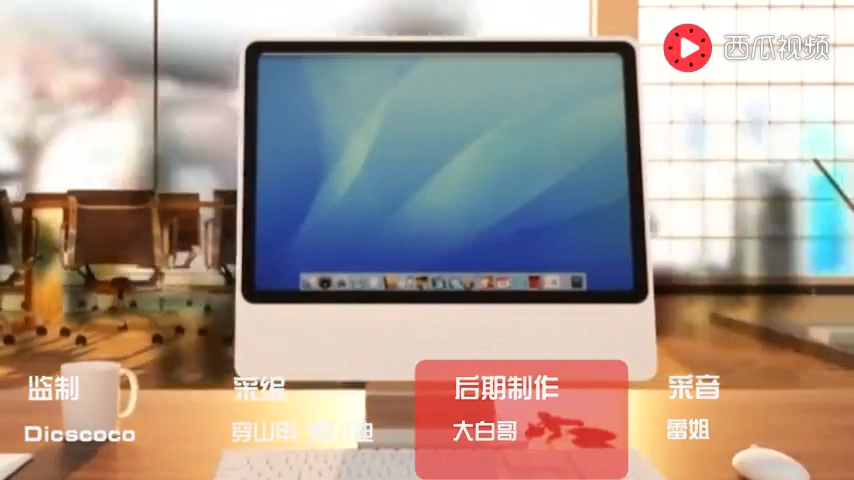 西瓜视频
监制
采编
后期制作
采音
Dicscoco
穿山甲
大白哥
蕾姐